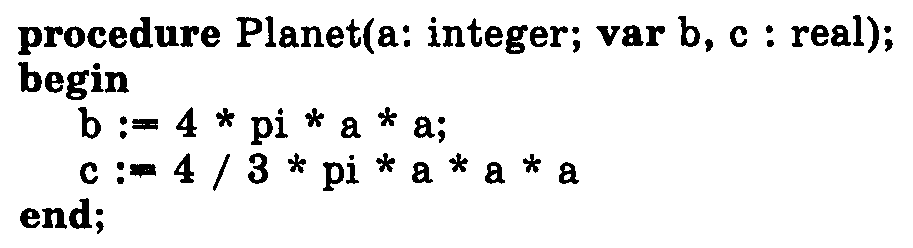 procedure Planet(a: integer; var b, c : real);
begin
b := 4 * pi * a * a;
c := 4 / 3 * pi * a * a * a
end;